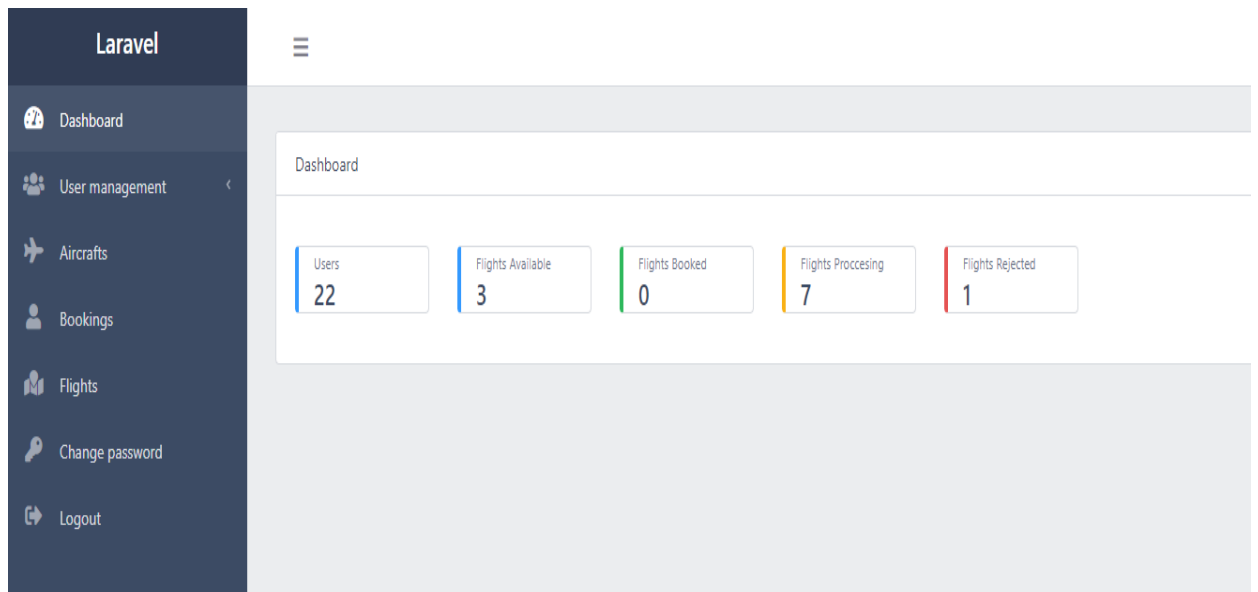 Laravel
Dashboard
User management
Aircrafts
Bookings
Flights
Change password
Logout
Dashboard
Users
22
Flights Available
3
Flights Booked
0
Flights Proccesing
7
Flights Rejected
1